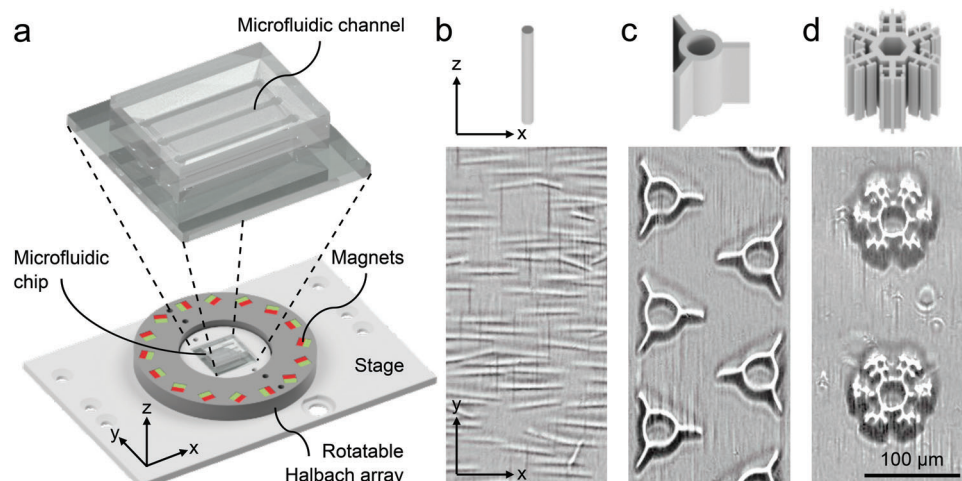 a
Microfluidic channel
Microfluidic
chip
Magnets
Stage
Rotatable
Halbach array
z
y
x
b
z
x
y
x
c
d
100 µm